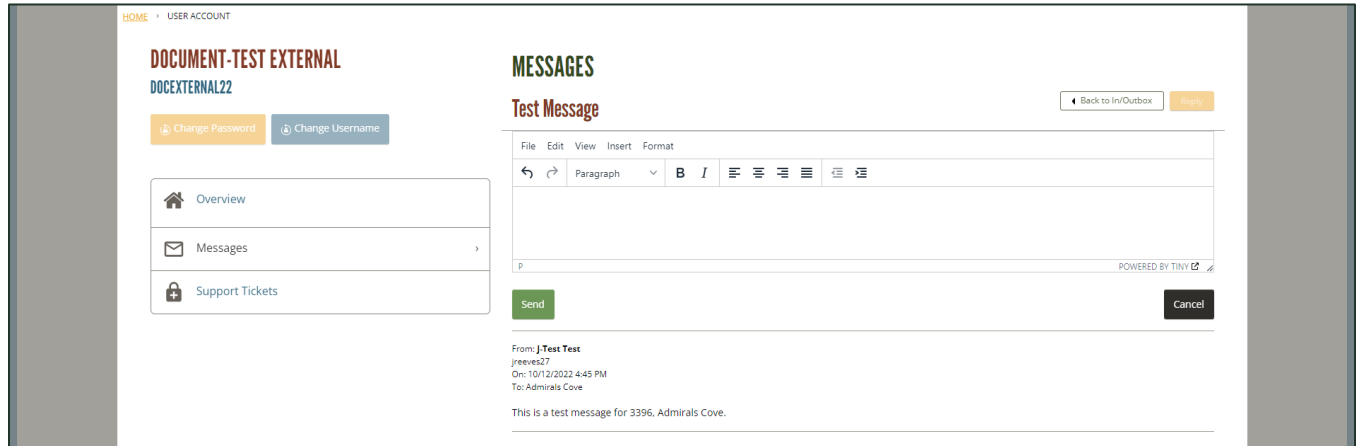 HOME › USER ACCOUNT
DOCUMENT-TEST EXTERNAL
DOCEXTERNAL22
Change Password
Change Username
Overview
Messages
Support Tickets
MESSAGES
Test Message
Back to In/Outbox
Reply
File Edit View Insert Format
Paragraph B I
P
POWERED BY TINY
Send
Cancel
From: J-Test Test
jreeves27
On: 10/12/2022 4:45 PM
To: Admirals Cove
This is a test message for 3396, Admirals Cove.